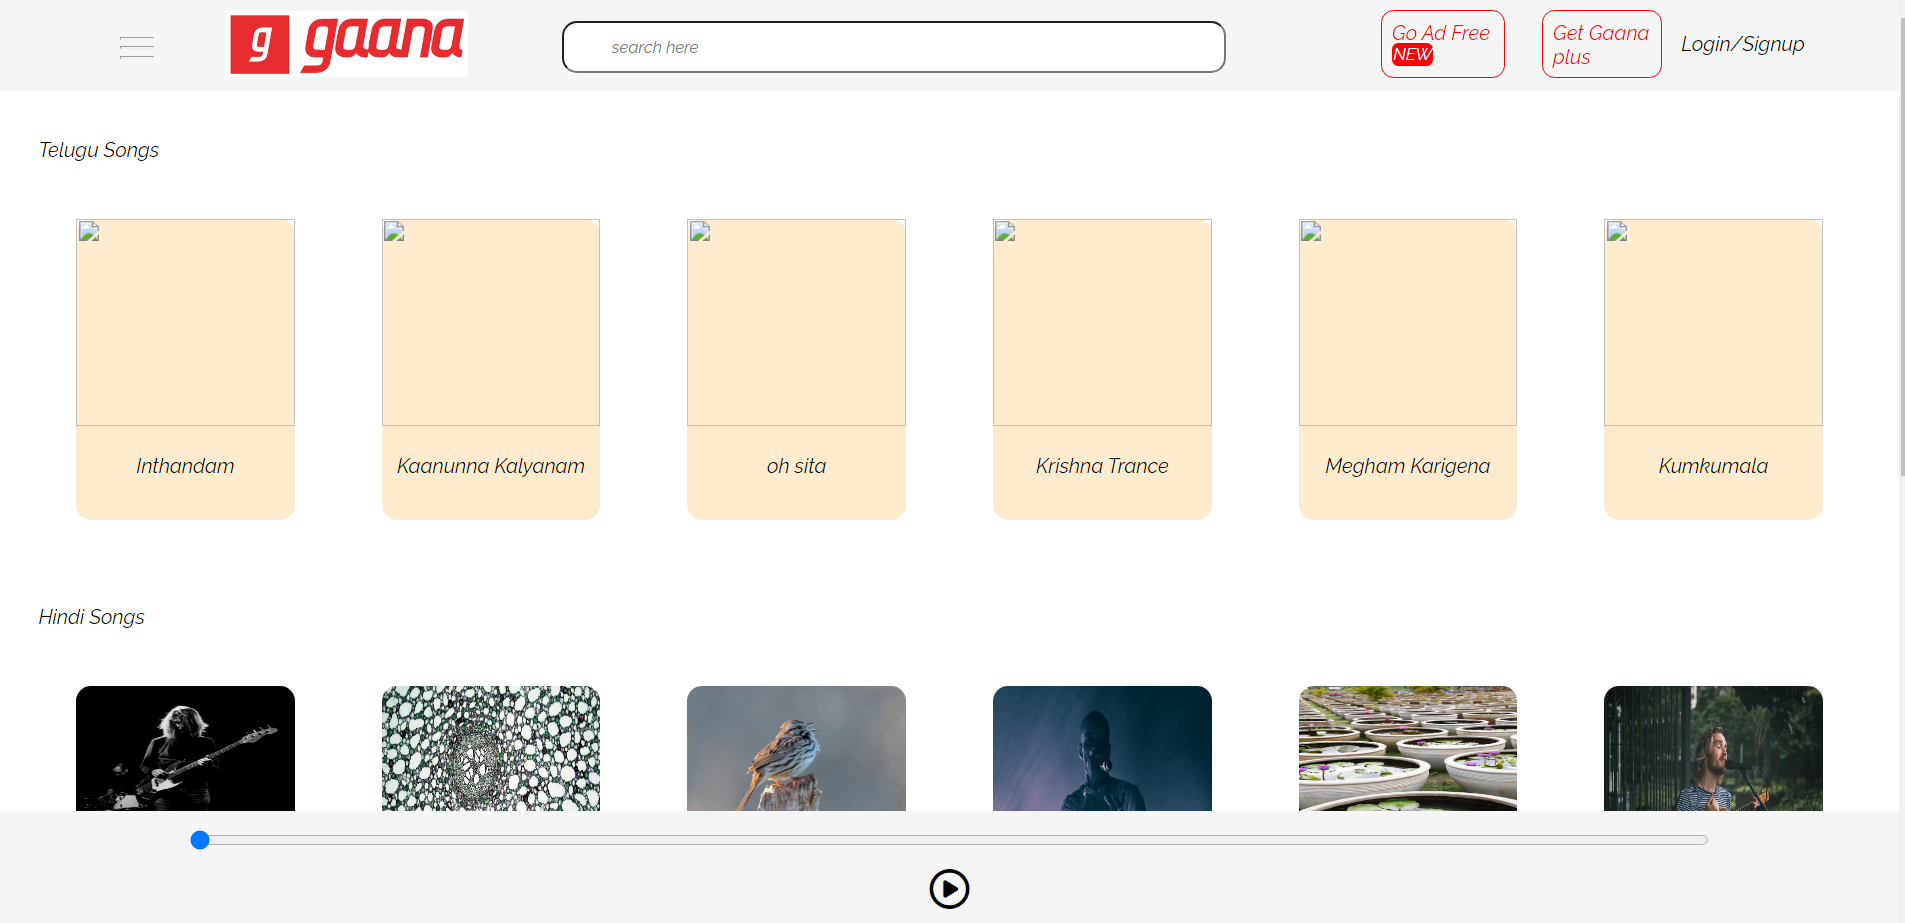 g gaana
search here
Go Ad Free
NEW
Get Gaana
plus
Login/Signup
Telugu Songs
Inthandam
Kaanunna Kalyanam
oh sita
Krishna Trance
Megham Karigena
Kumkumala
Hindi Songs